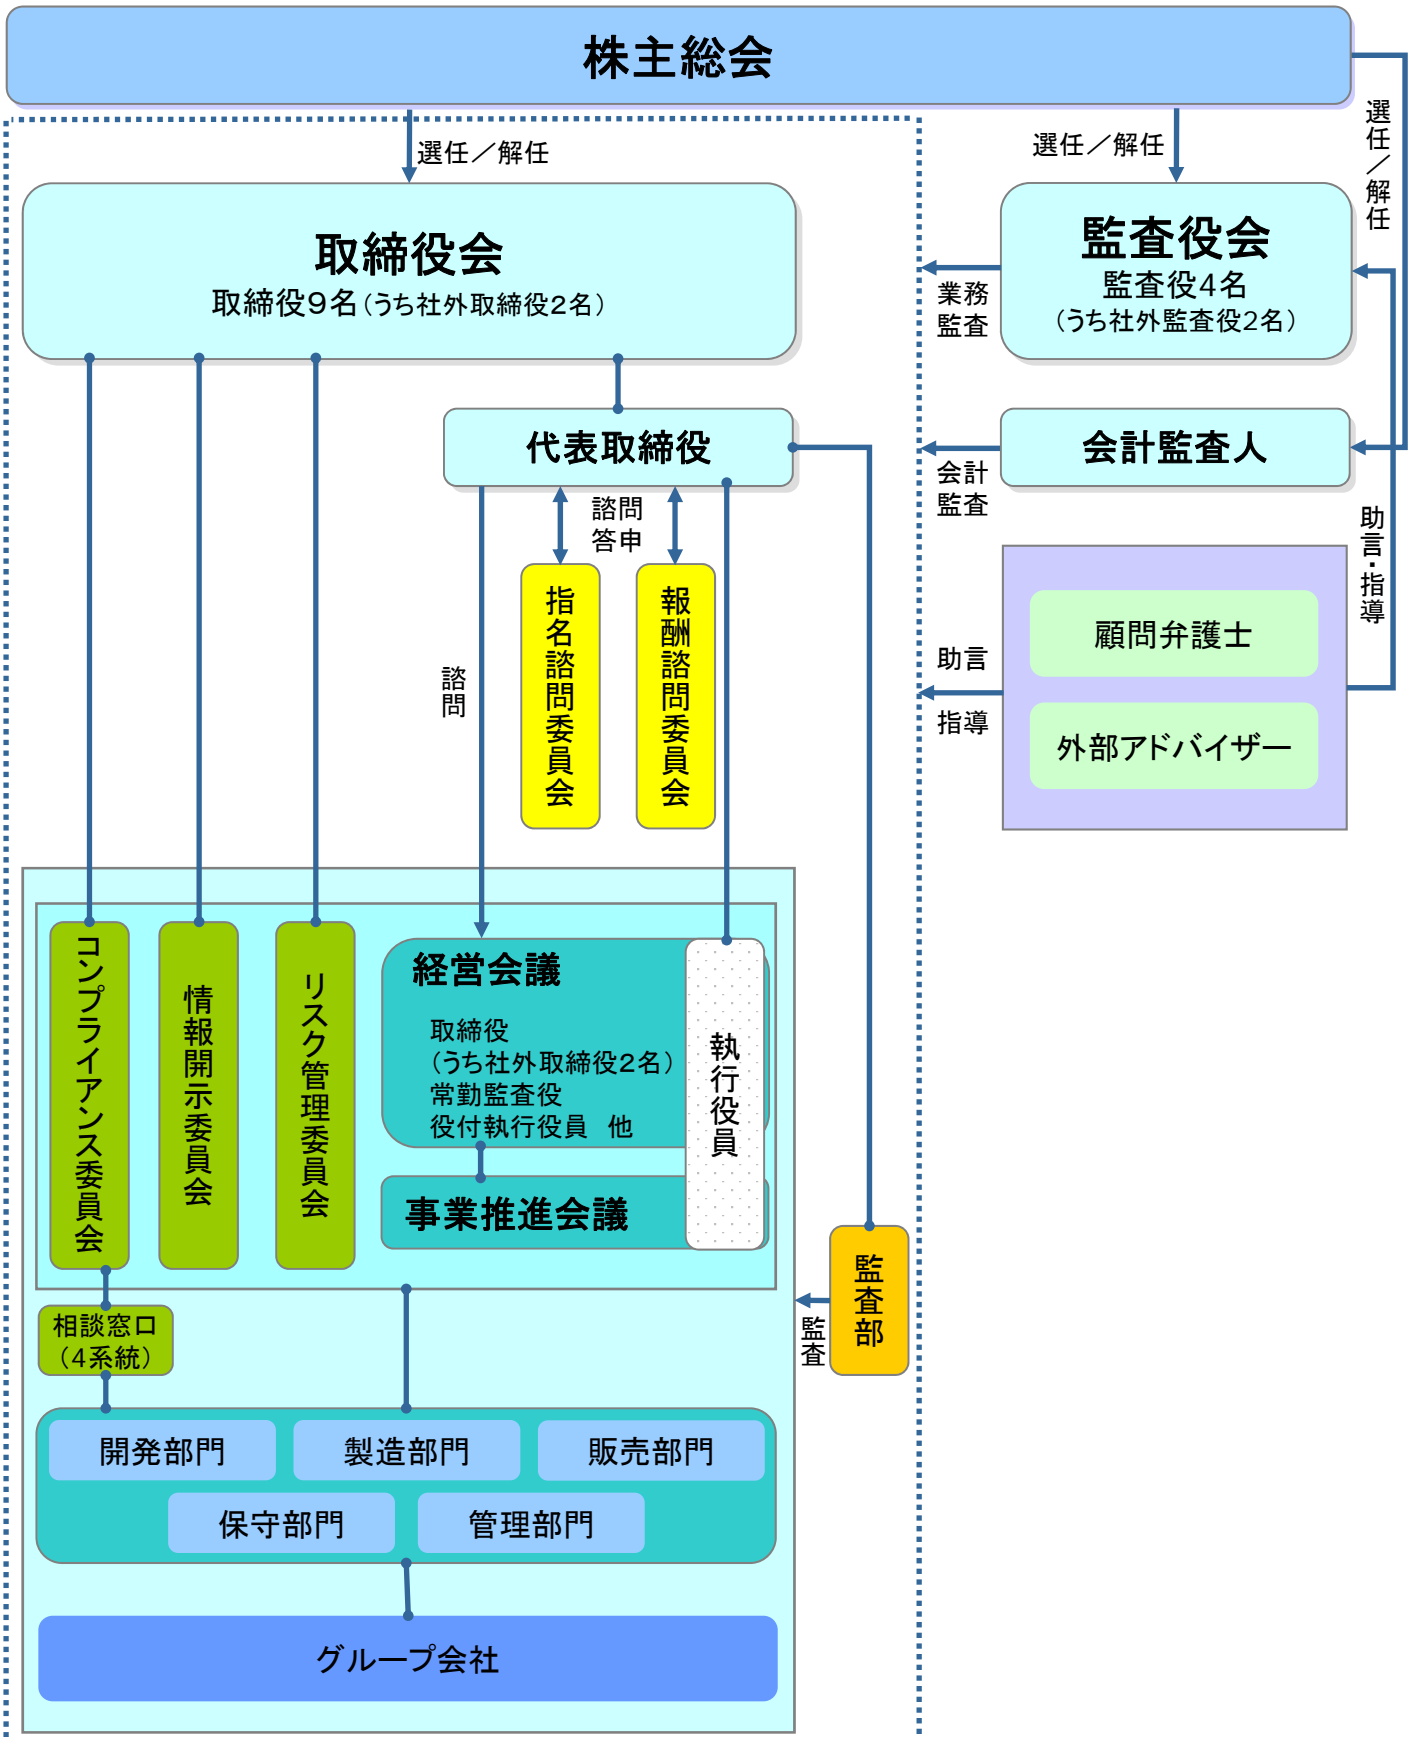 株主総会
選任／解任
選任／解任
選任／解任
取締役会
取締役９名（うち社外取締役２名）
監査役会
監査役4名
（うち社外監査役2名）
業務
監査
代表取締役
会計監査人
会計
監査
諮問
答申
諮問
指名諮問委員会
報酬諮問委員会
助言・指導
顧問弁護士
外部アドバイザー
助言
指導
コンプライアンス委員会
情報開示委員会
リスク管理委員会
経営会議
取締役
（うち社外取締役２名）
常勤監査役
役付執行役員　他
執行役員
事業推進会議
監査部
監査
相談窓口
（4系統）
開発部門
製造部門
販売部門
保守部門
管理部門
グループ会社